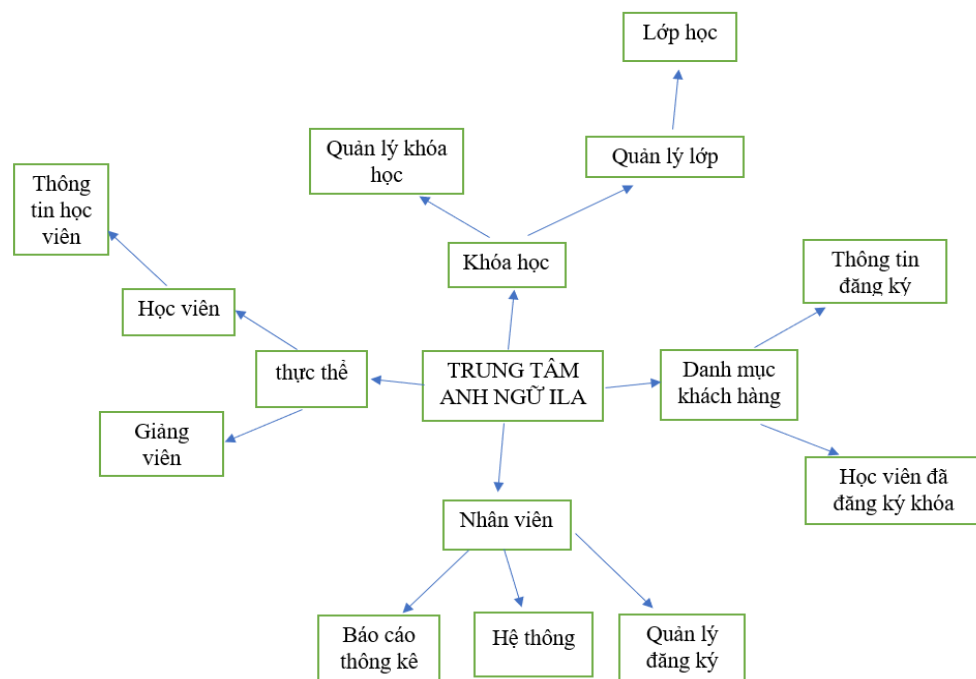 Lớp học
Quản lý khóa
học
Quản lý lớp
Thông
tin học
viên
Khóa học
Thông tin
đăng ký
Học viên
thực thể
TRUNG TÂM
ANH NGỮ ILA
Danh mục
khách hàng
Giảng
viên
Học viên đã
đăng ký khóa
Nhân viên
Báo cáo
thông kê
Hệ thông
Quản lý
đăng ký